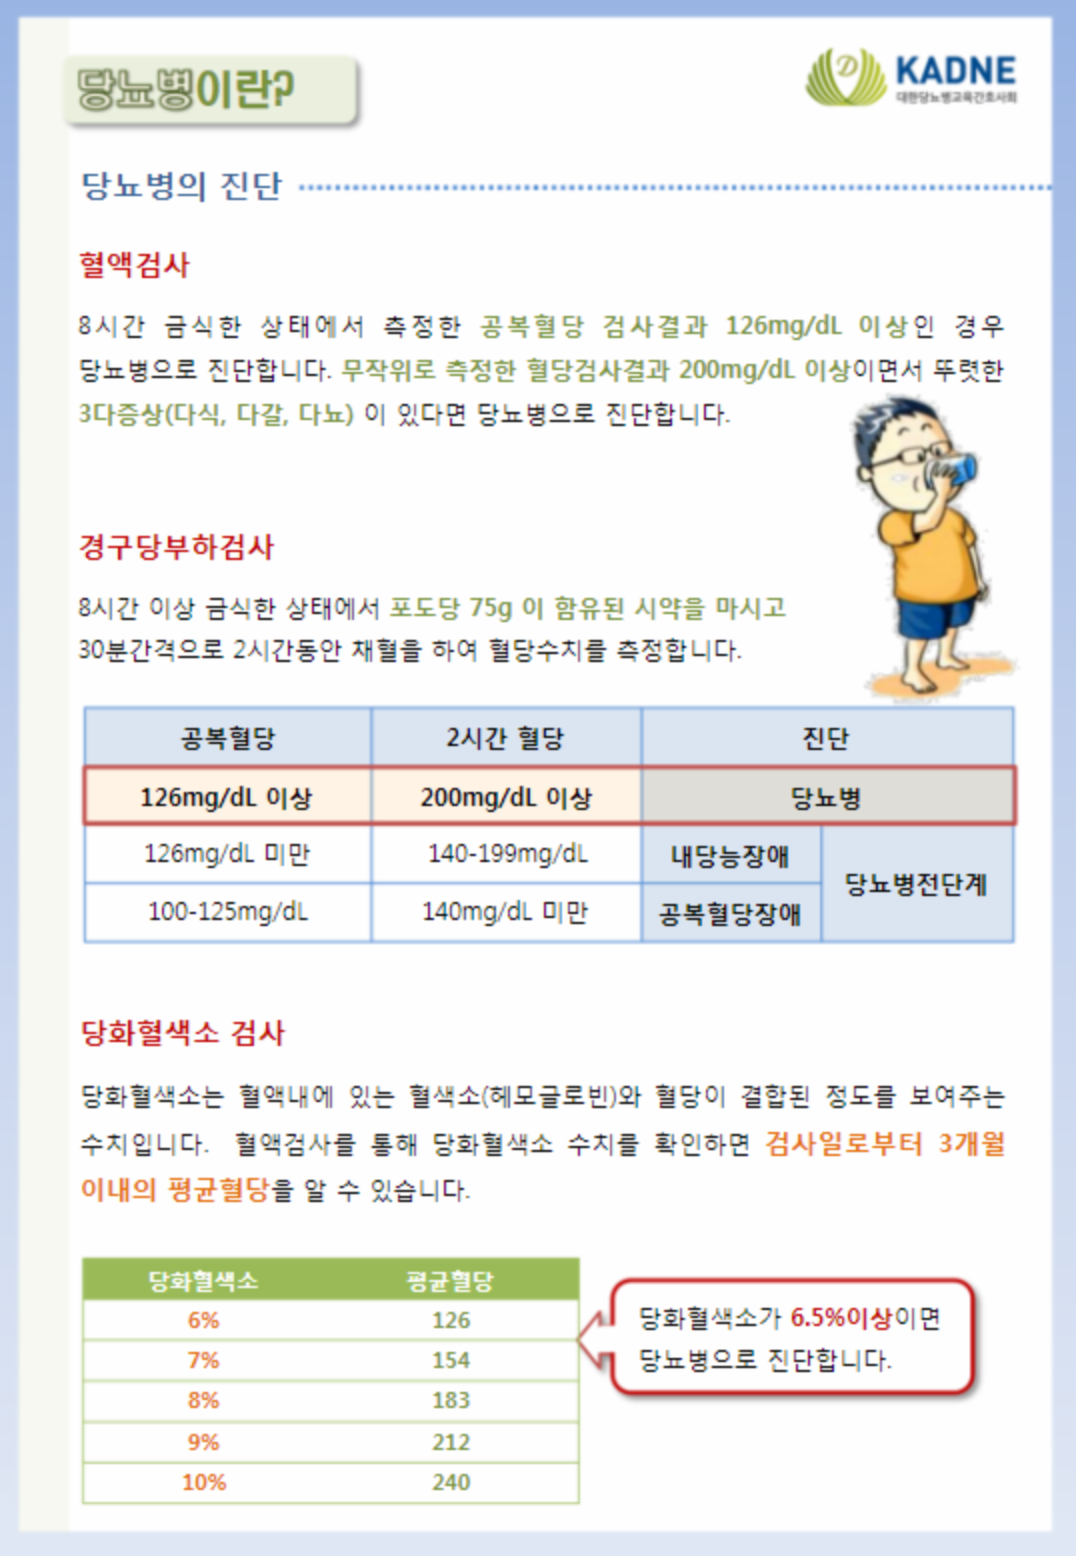 당뇨병이란?
KADNE
대한당뇨병교육간호사회
당뇨병의 진단
혈액검사
8시간 금식한 상태에서 측정한 공복혈당 검사결과 126mg/dL 이상인 경우
당뇨병으로 진단합니다. 무작위로 측정한 혈당검사결과 200mg/dL 이상이면서 뚜렷한
3다증상(다식, 다갈, 다뇨) 이 있다면 당뇨병으로 진단합니다.
경구당부하검사
8시간 이상 금식한 상태에서 포도당 75g 이 함유된 시약을 마시고
30분간격으로 2시간동안 채혈을 하여 혈당수치를 측정합니다.
공복혈당 2시간 혈당 진단
126mg/dL 이상 200mg/dL 이상 당뇨병
126mg/dL 미만 140-199mg/dL 내당능장애
당뇨병전단계
100-125mg/dL 140mg/dL 미만 공복혈당장애
당화혈색소 검사
당화혈색소는 혈액내에 있는 혈색소(헤모글로빈)와 혈당이 결합된 정도를 보여주는
수치입니다. 혈액검사를 통해 당화혈색소 수치를 확인하면 검사일로부터 3개월
이내의 평균혈당을 알 수 있습니다.
당화혈색소 평균혈당
6% 126
7% 154
8% 183
9% 212
10% 240
당화혈색소가 6.5%이상이면
당뇨병으로 진단합니다.